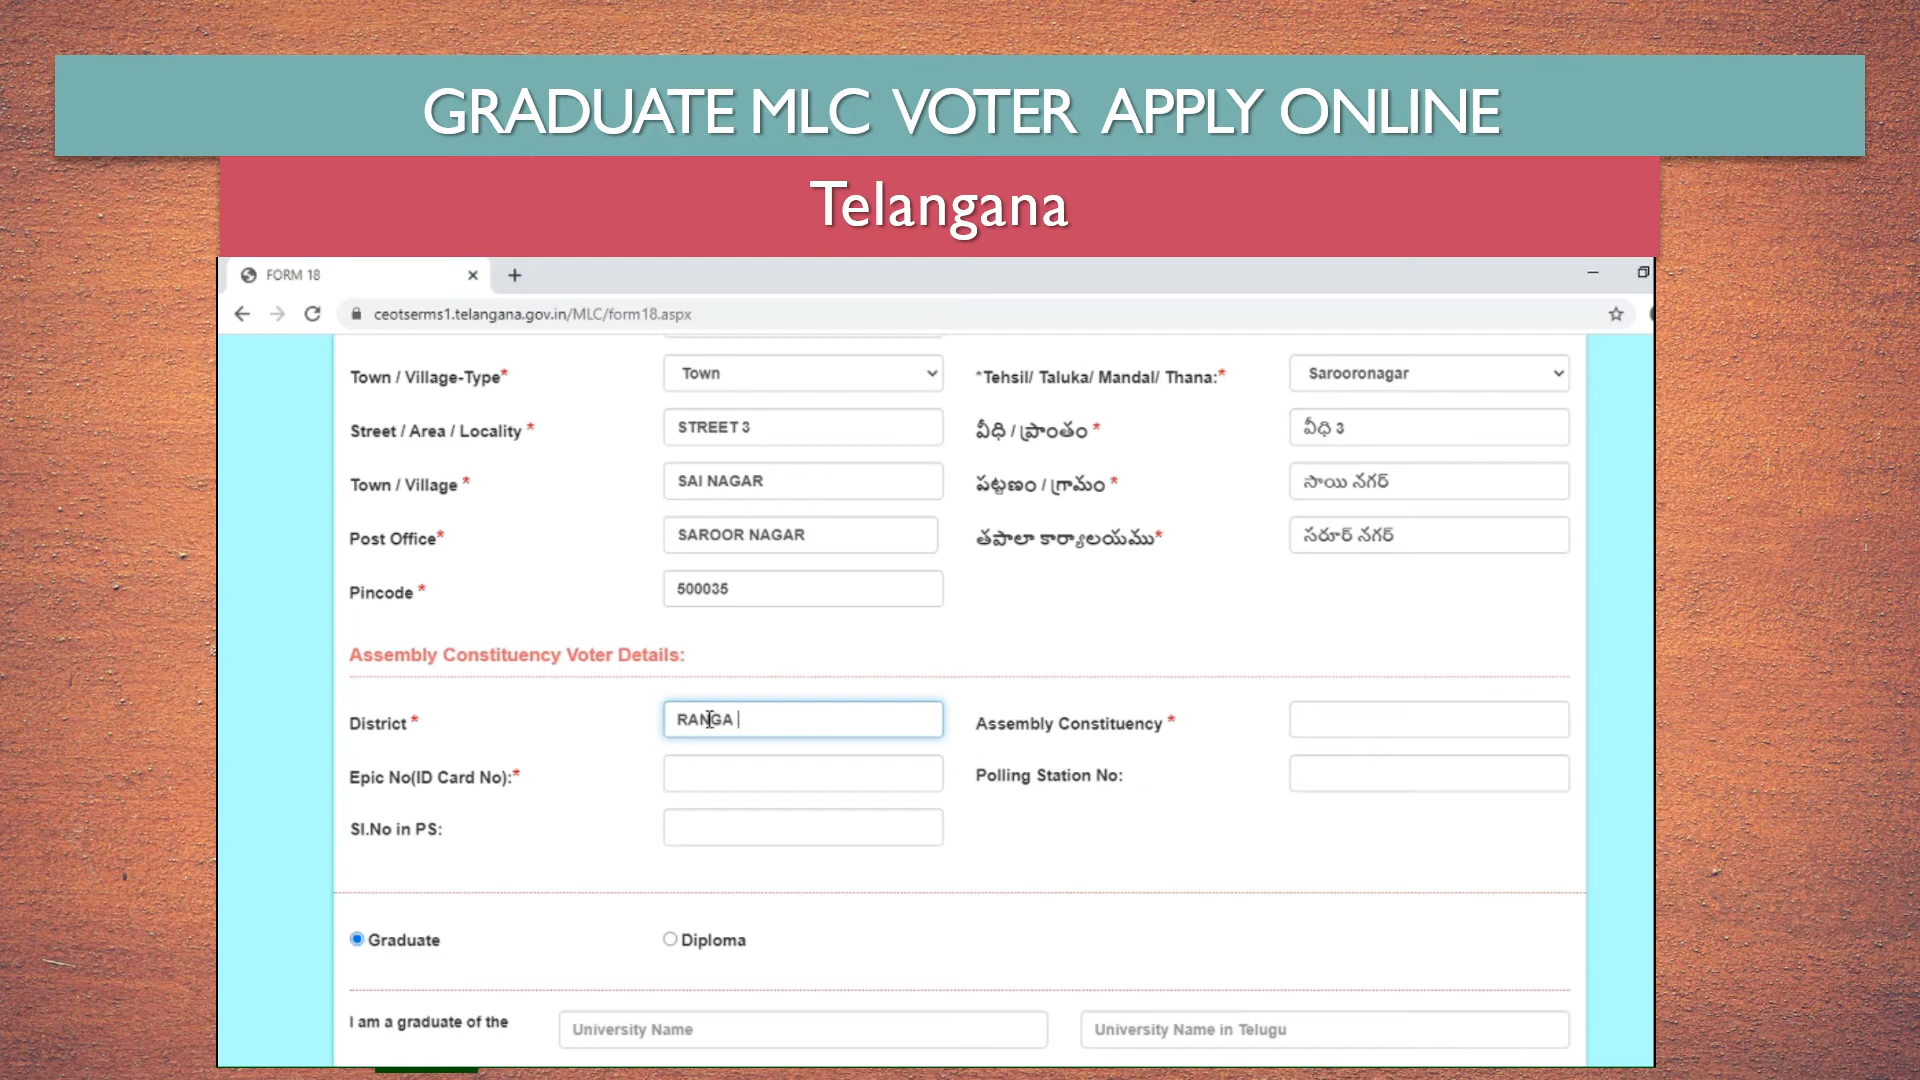 GRADUATE MLC VOTER APPLY ONLINE
Telangana
FORM 18
ceotserms1.telangana.gov.in/MLC/form18.aspx
Town / Village-Type* Town *Tehsil/ Taluka/ Mandal/ Thana:* Sarooronagar
Street / Area / Locality * STREET 3 వీధి / ప్రాంతం * వీధి 3
Town / Village * SAI NAGAR పట్టణం / గ్రామం * సాయి నగర్
Post Office* SAROOR NAGAR తపాలా కార్యాలయము* సరూర్ నగర్
Pincode * 500035
Assembly Constituency Voter Details:
District * RANGA Assembly Constituency *
Epic No(ID Card No):* Polling Station No:
Sl.No in PS:
Graduate Diploma
I am a graduate of the University Name University Name in Telugu